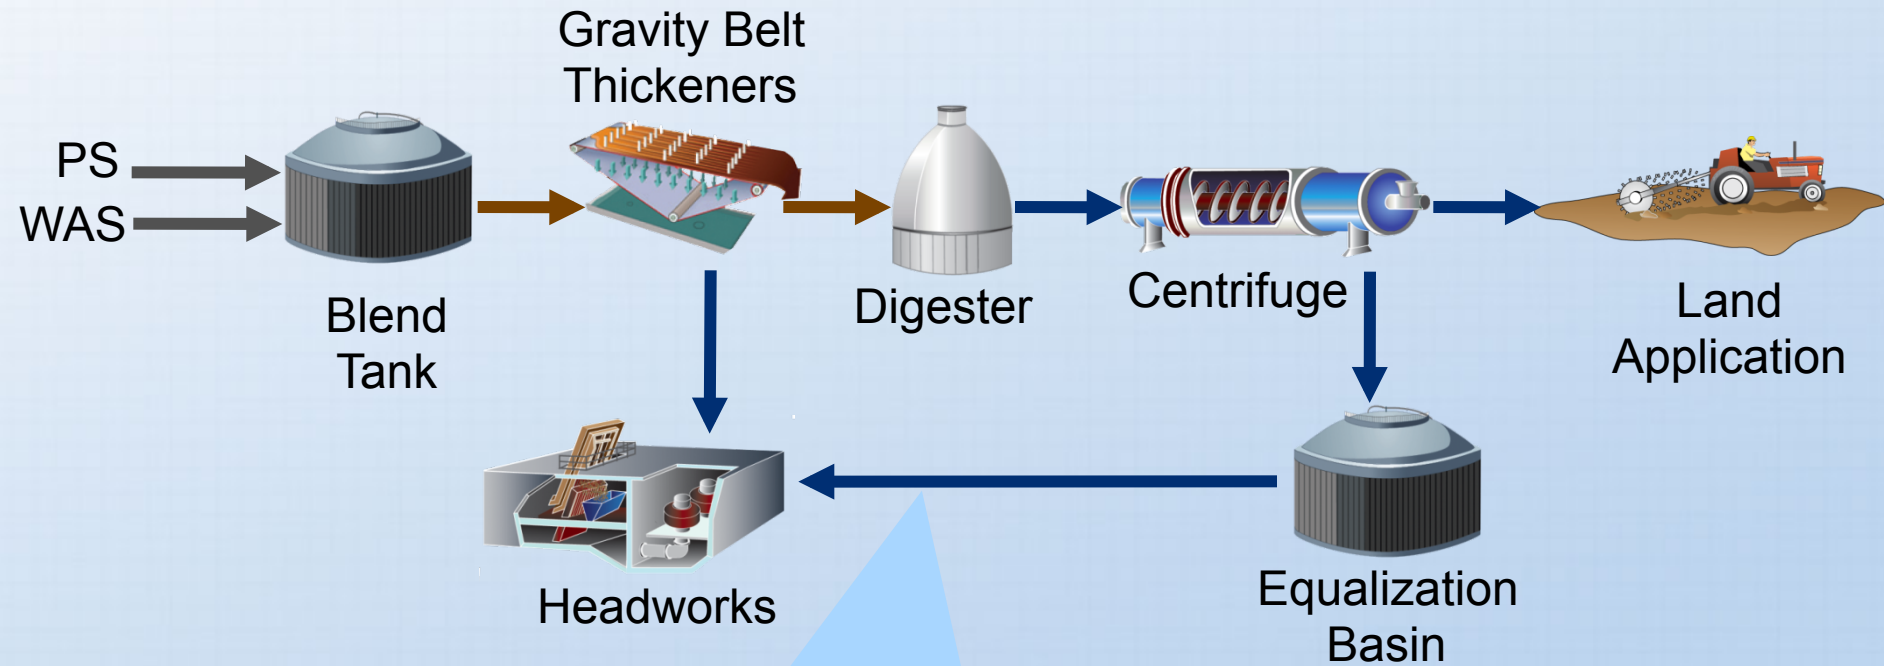 Gravity Belt
Thickeners
PS
WAS
Blend
Tank
Digester
Centrifuge
Land
Application
Headworks
Equalization
Basin